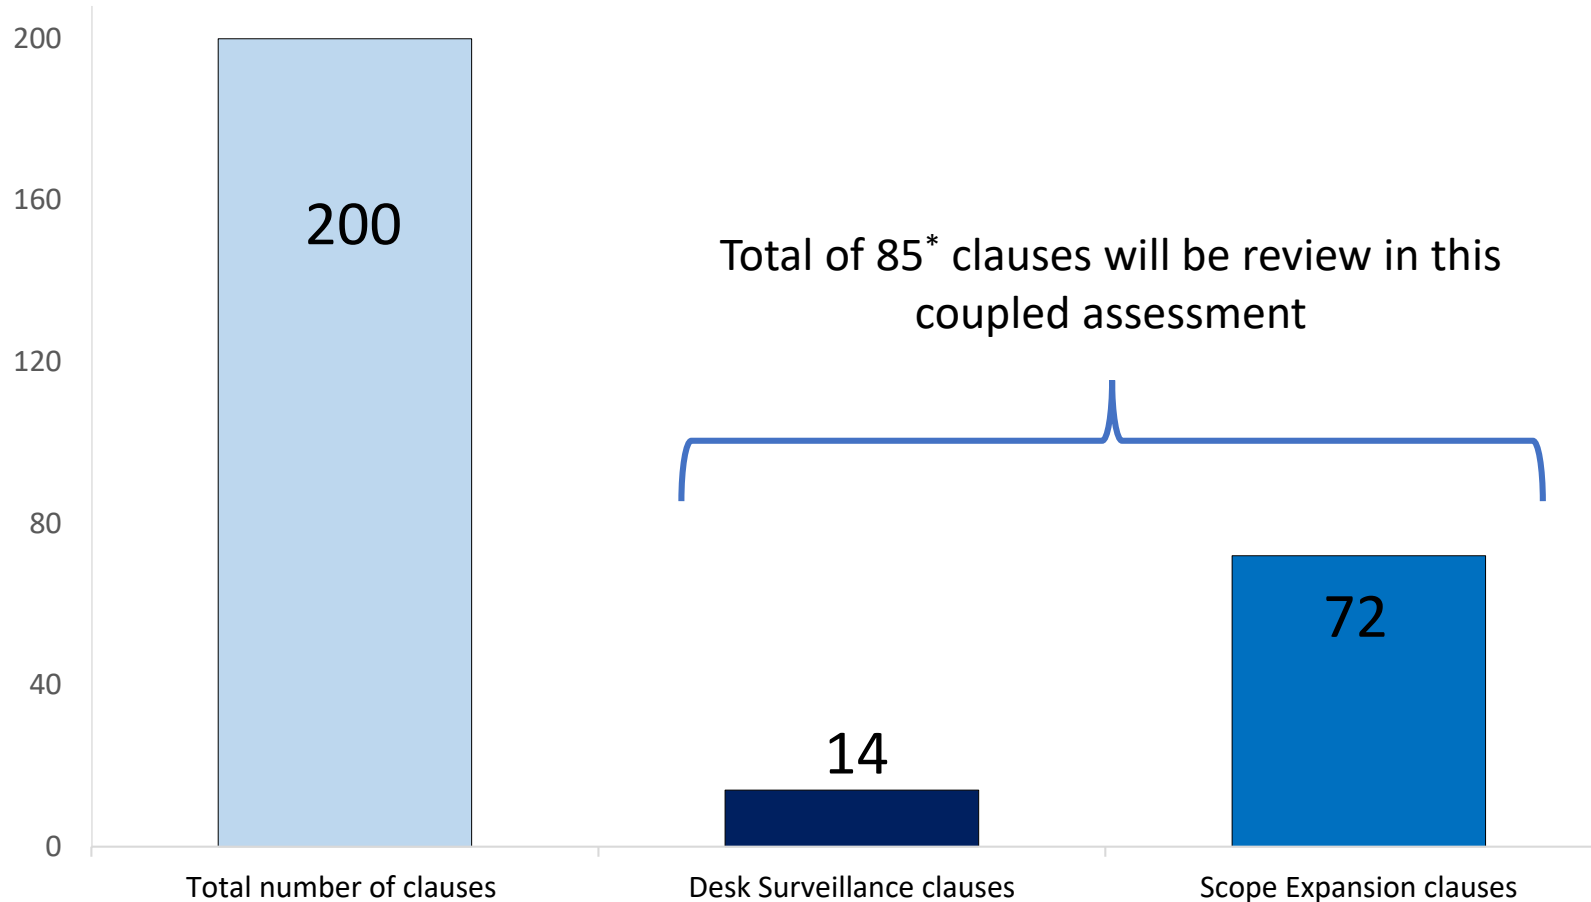 200
160
120
80
40
0
200
Total of 85* clauses will be review in this
coupled assessment
14
72
Total number of clauses
Desk Surveillance clauses
Scope Expansion clauses